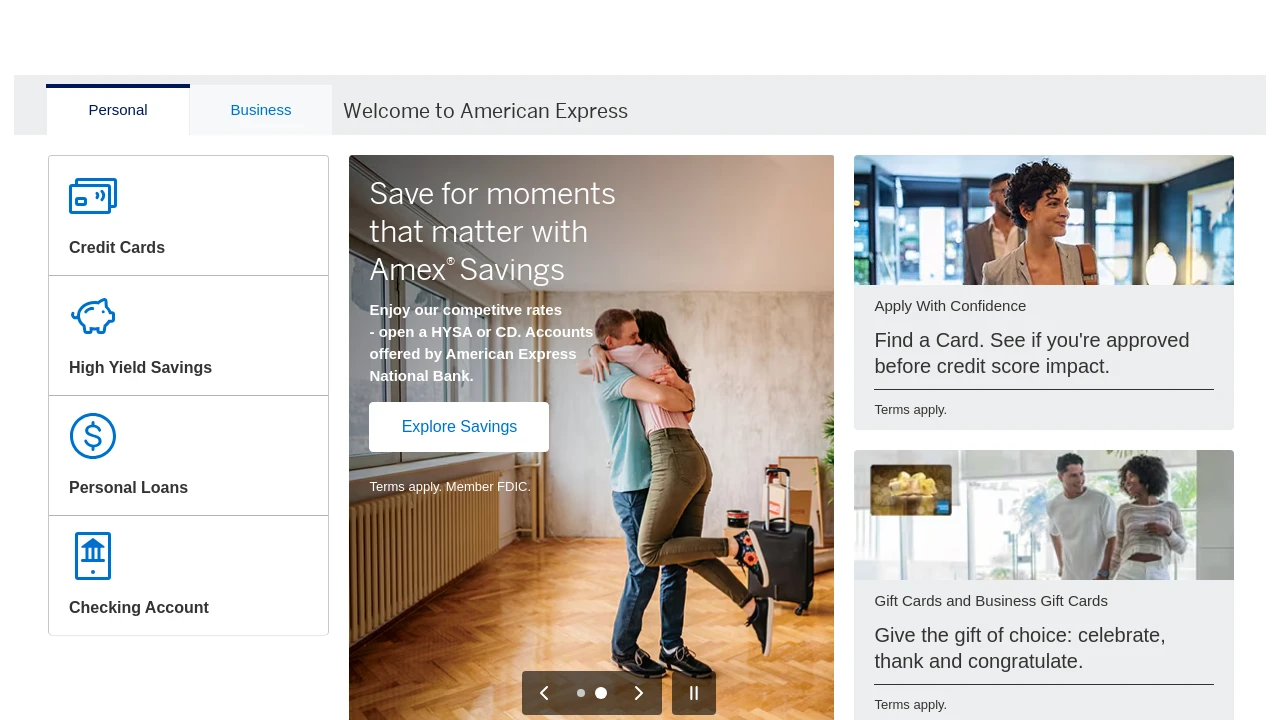 Personal
Business
Welcome to American Express
Credit Cards
High Yield Savings
Personal Loans
Checking Account
Save for moments
that matter with
Amex® Savings
Enjoy our competitve rates
- open a HYSA or CD. Accounts
offered by American Express
National Bank.
Explore Savings
Terms apply. Member FDIC.
Apply With Confidence
Find a Card. See if you're approved
before credit score impact.
Terms apply.
Gift Cards and Business Gift Cards
Give the gift of choice: celebrate,
thank and congratulate.
Terms apply.